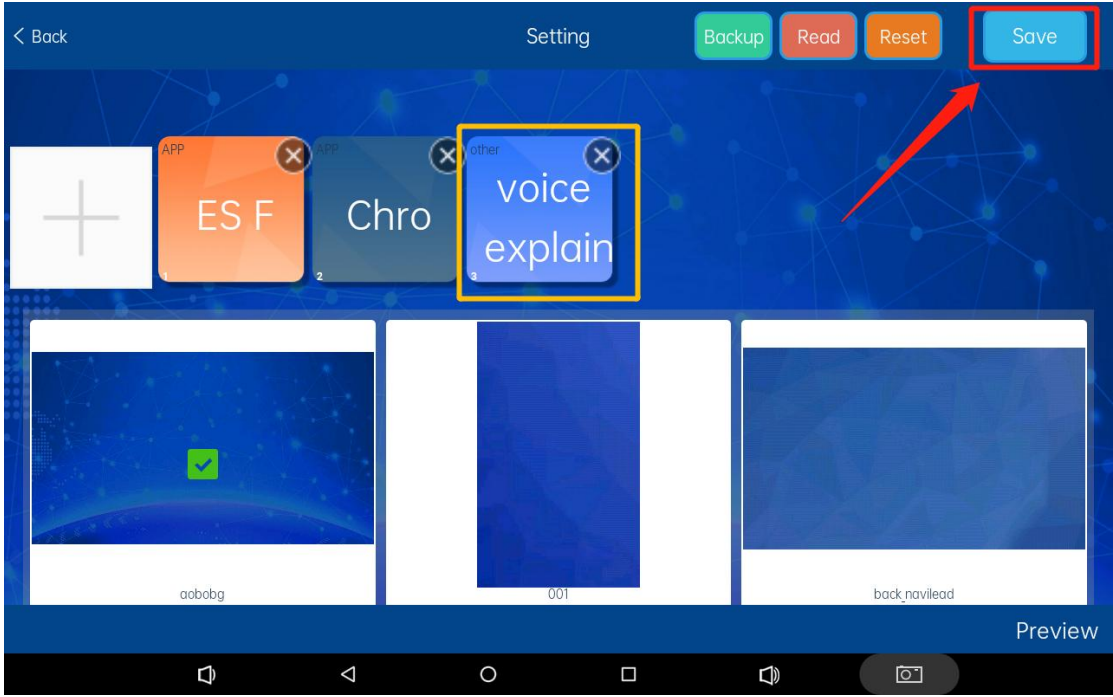 Back
Setting
Backup
Read
Reset
Save
APP
ES F
1
APP
Chro
2
other
voice
explain
3
aobobg
001
back_navilead
Preview